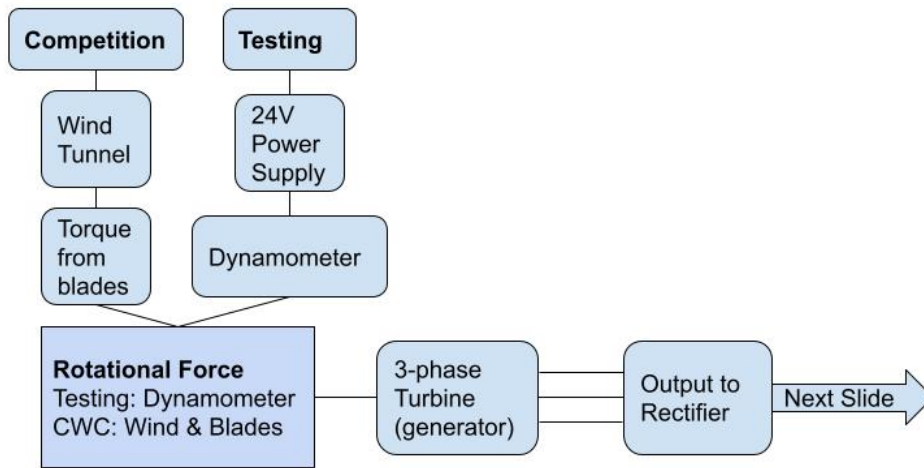 Competition
Testing
Wind
Tunnel
24V
Power
Supply
Torque
from
blades
Dynamometer
Rotational Force
Testing: Dynamometer
CWC: Wind & Blades
3-phase
Turbine
(generator)
Output to
Rectifier
Next Slide